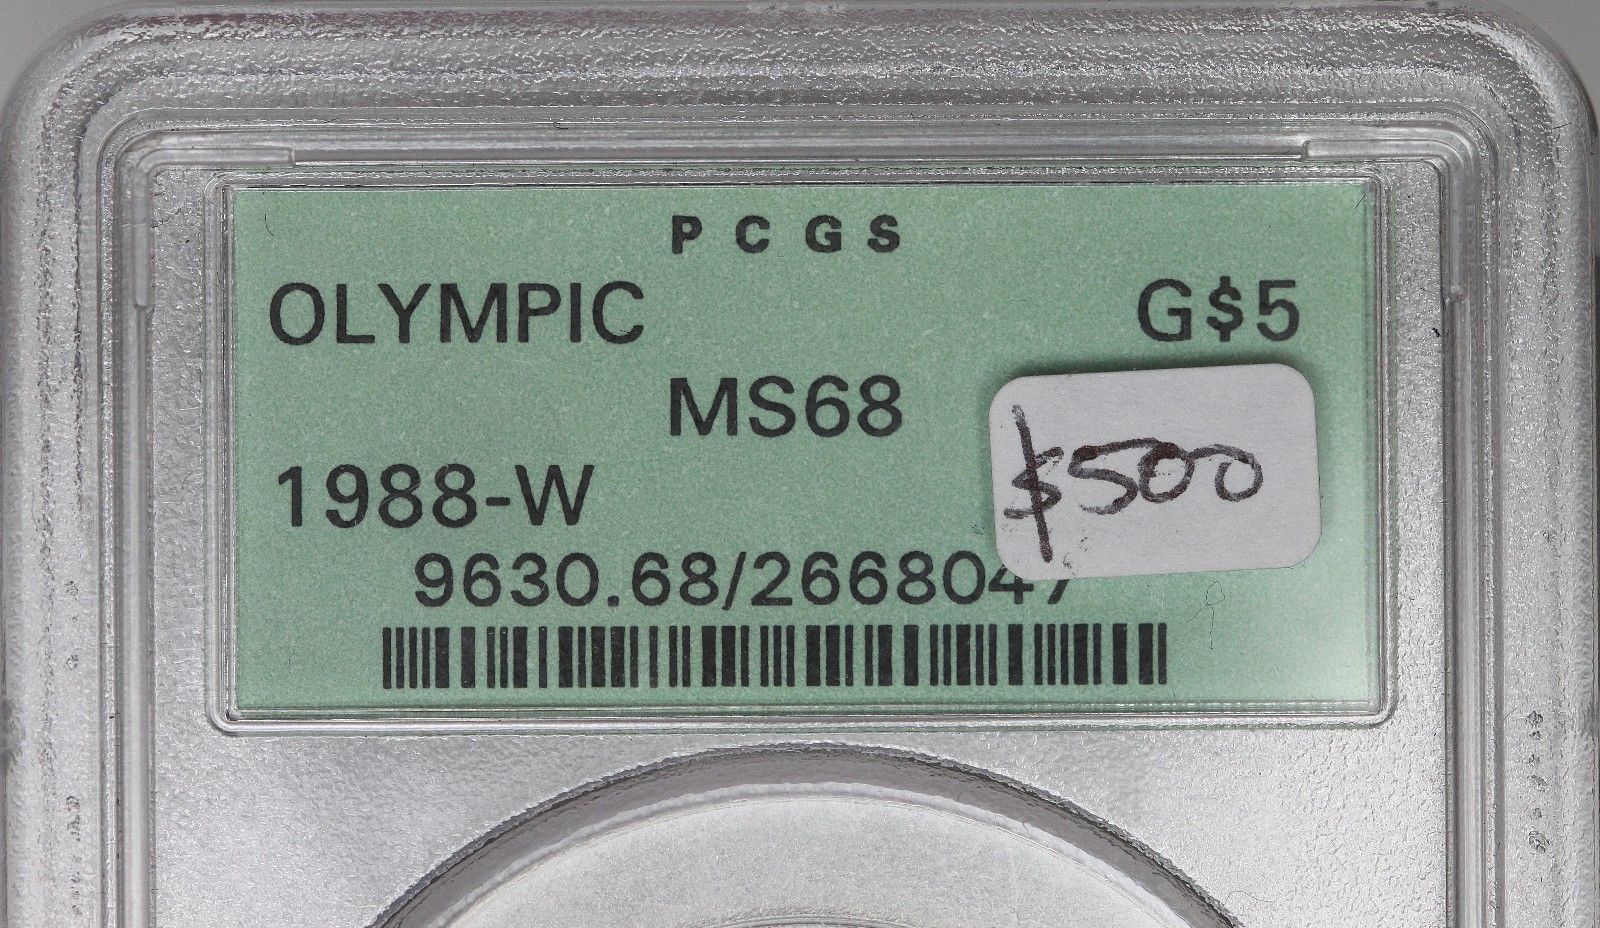 PCGS
OLYMPIC G$5
MS68
$500
1988-W
9630.68/2668047